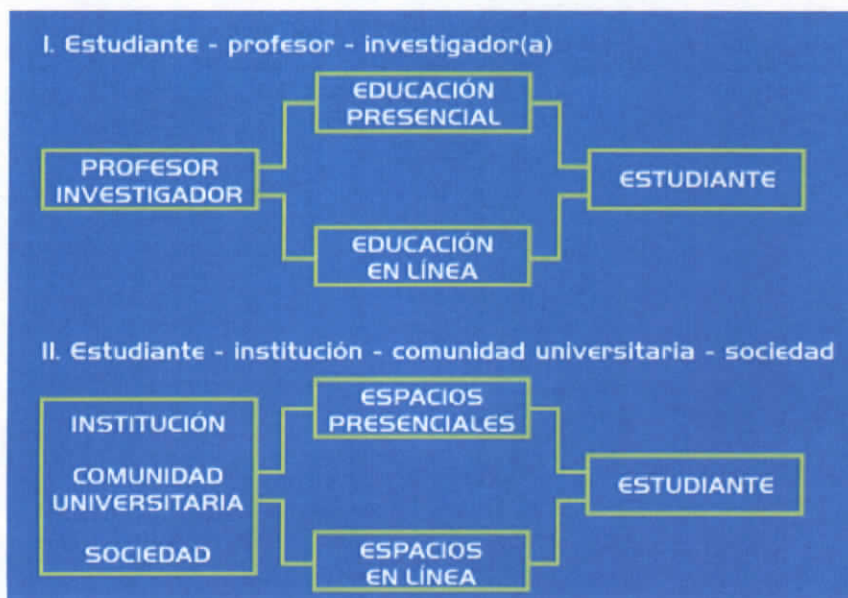 I. Estudiante - profesor - investigador(a)
EDUCACIÓN
PRESENCIAL
PROFESOR
INVESTIGADOR
ESTUDIANTE
EDUCACIÓN
EN LÍNEA
II. Estudiante - institución - comunidad universitaria - sociedad
ESPACIOS
PRESENCIALES
INSTITUCIÓN
COMUNIDAD
UNIVERSITARIA
SOCIEDAD
ESTUDIANTE
ESPACIOS
EN LÍNEA